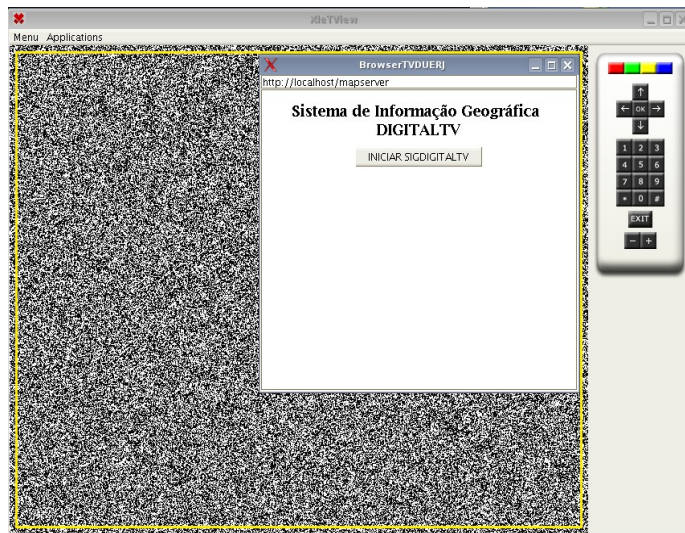 XleTView
Menu Applications
BrowserTVDUERJ
http://localhost/mapserver
Sistema de Informação Geográfica
DIGITALTV
INICIAR SIGDIGITALTV
OK
1 2 3
4 5 6
7 8 9
* 0 #
EXIT
- +